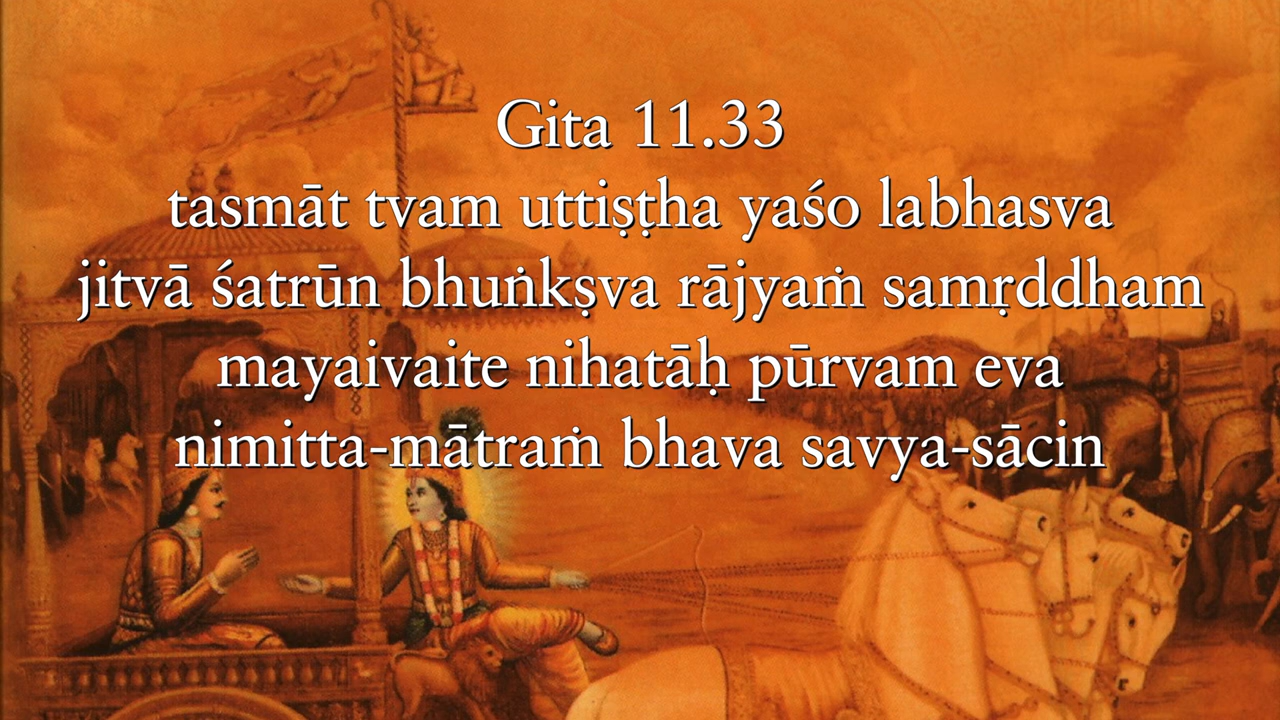 Gita 11.33
tasmāt tvam uttiṣṭha yaśo labhasva
jitvā śatrūn bhuṅkṣva rājyaṁ samṛddham
mayaivaite nihatāḥ pūrvam eva
nimitta-mātraṁ bhava savya-sācin